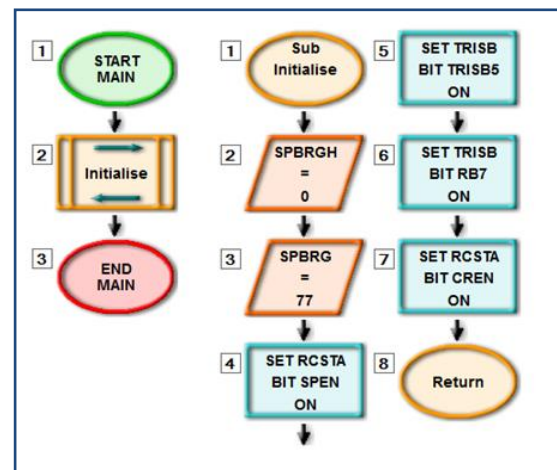 1
START
MAIN
2
Initialise
3
END
MAIN
1
Sub
Initialise
2
SPBRGH
=
0
3
SPBRG
=
77
4
SET RCSTA
BIT SPEN
ON
5
SET TRISB
BIT TRISB5
ON
6
SET TRISB
BIT RB7
ON
7
SET RCSTA
BIT CREN
ON
8
Return